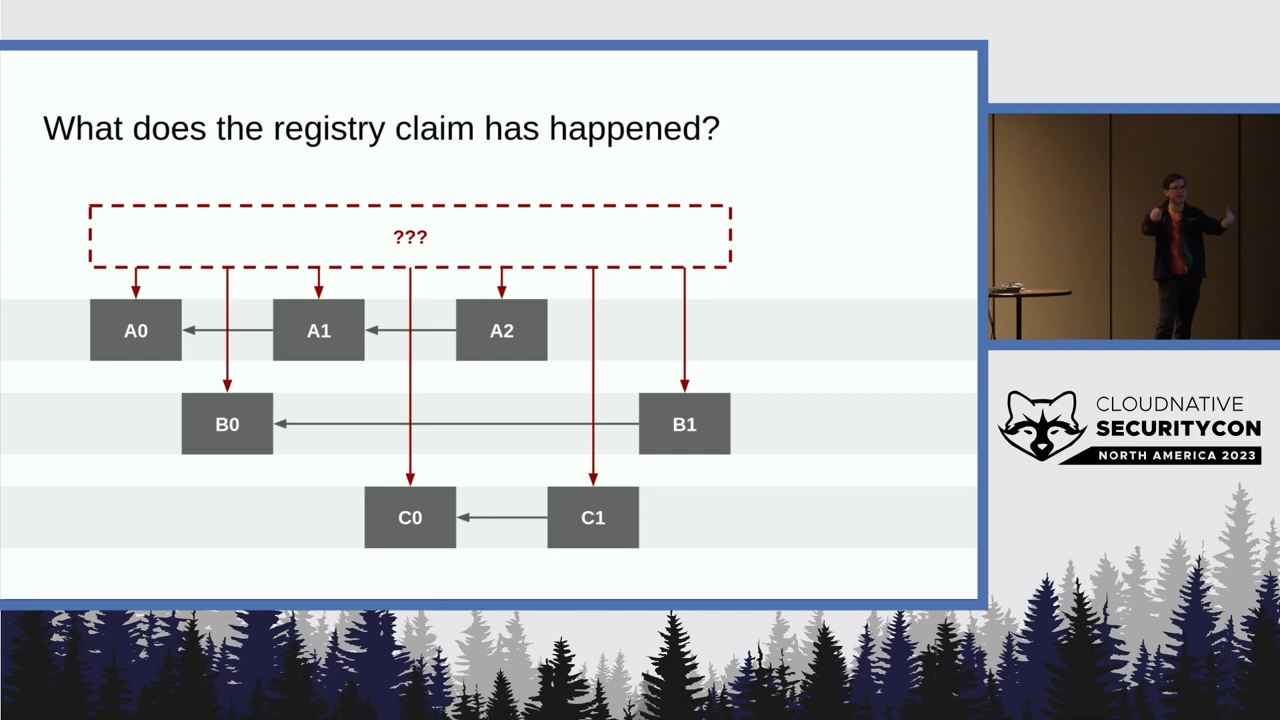 What does the registry claim has happened?
???
A0
A1
A2
B0
B1
C0
C1
CLOUDNATIVE
SECURITYCON
NORTH AMERICA 2023